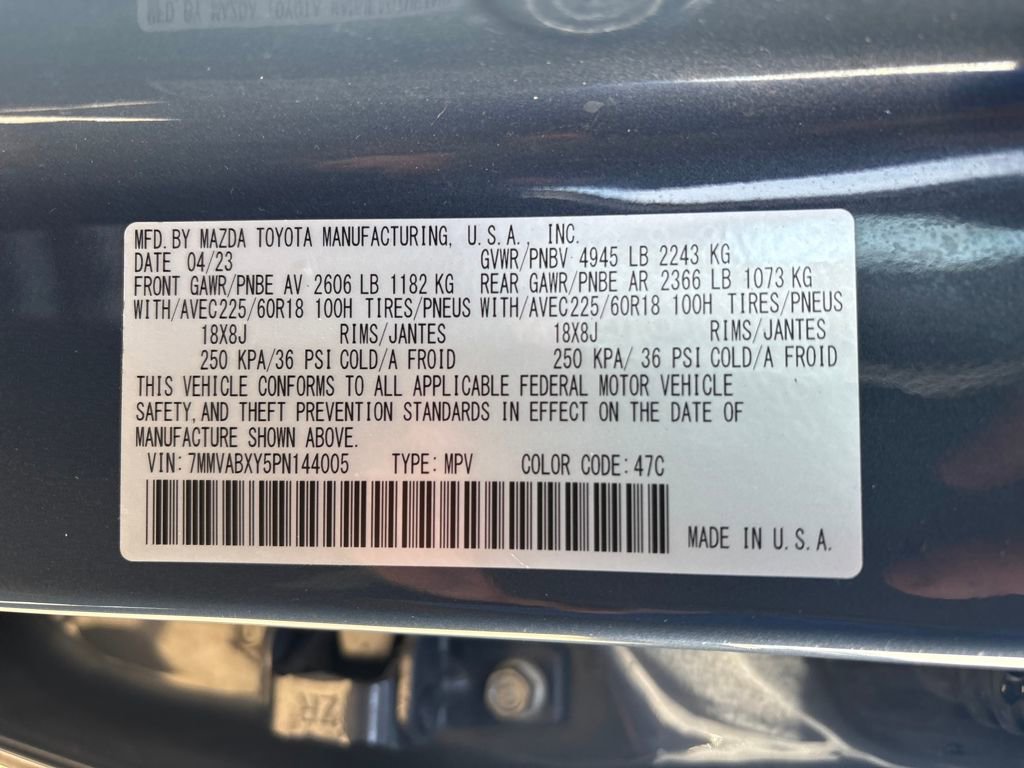 MFD. BY MAZDA TOYOTA MANUFACTURING, U.S.A., INC.
DATE 04/23 GVWR/PNBV 4945 LB 2243 KG
FRONT GAWR/PNBE AV 2606 LB 1182 KG REAR GAWR/PNBE AR 2366 LB 1073 KG
WITH/AVEC225/60R18 100H TIRES/PNEUS WITH/AVEC225/60R18 100H TIRES/PNEUS
18X8J RIMS/JANTES 18X8J RIMS/JANTES
250 KPA/36 PSI COLD/A FROID 250 KPA/ 36 PSI COLD/A FROID
THIS VEHICLE CONFORMS TO ALL APPLICABLE FEDERAL MOTOR VEHICLE
SAFETY, AND THEFT PREVENTION STANDARDS IN EFFECT ON THE DATE OF
MANUFACTURE SHOWN ABOVE.
VIN: 7MMVABXY5PN144005 TYPE: MPV COLOR CODE: 47C
MADE IN U.S.A.